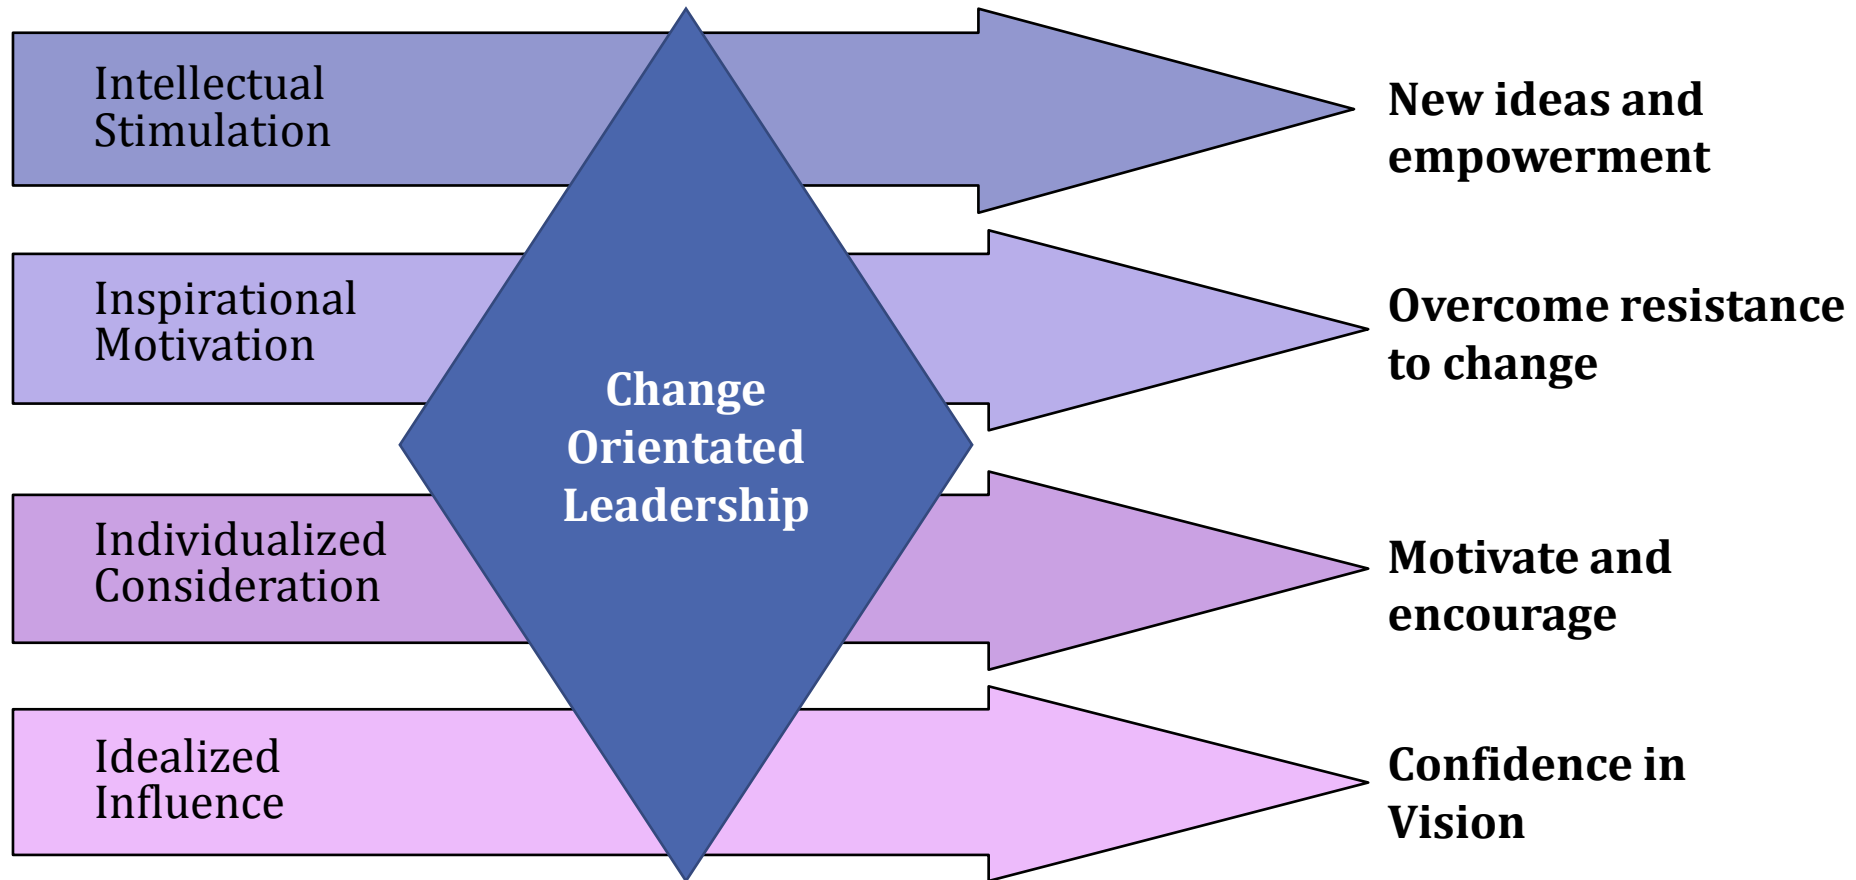 Intellectual
Stimulation
New ideas and
empowerment
Inspirational
Motivation
Overcome resistance
to change
Change
Orientated
Leadership
Individualized
Consideration
Motivate and
encourage
Idealized
Influence
Confidence in
Vision